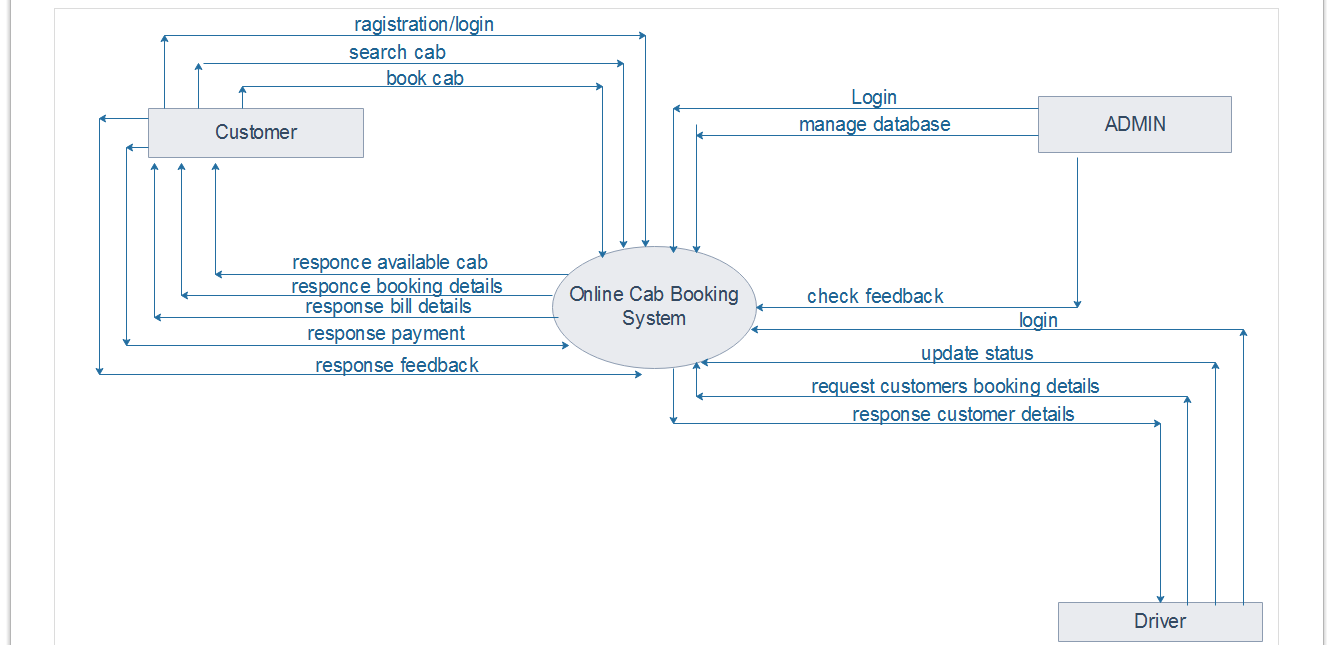 ragistration/login
search cab
book cab
Customer
Login
manage database
ADMIN
responce available cab
responce booking details
response bill details
response payment
response feedback
Online Cab Booking
System
check feedback
login
update status
request customers booking details
response customer details
Driver